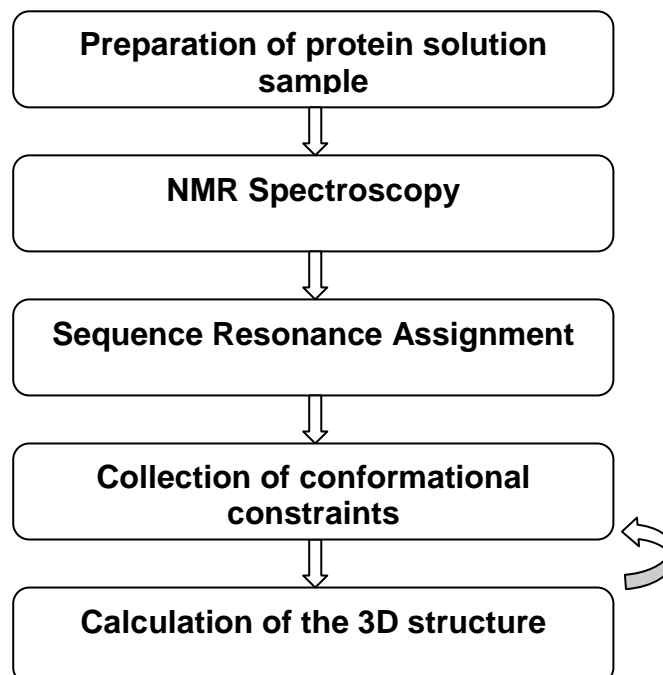 Preparation of protein solution
sample
NMR Spectroscopy
Sequence Resonance Assignment
Collection of conformational
constraints
Calculation of the 3D structure